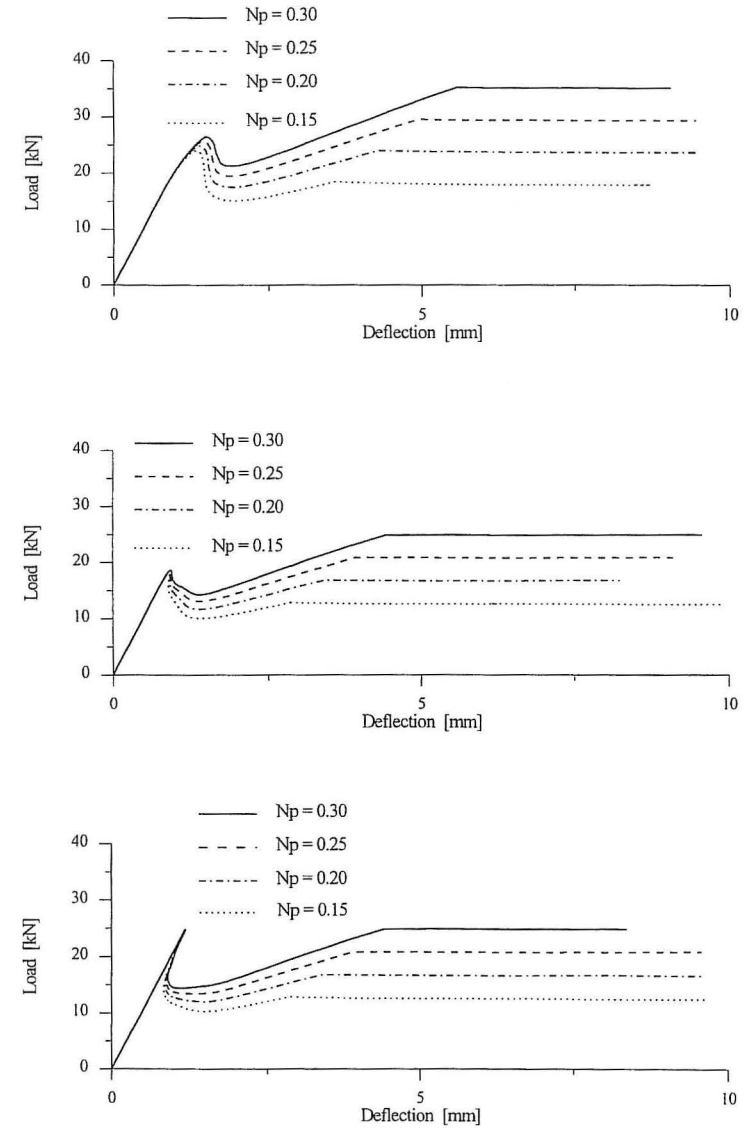 Np = 0.30
Np = 0.25
Np = 0.20
Np = 0.15
40
30
20
10
0
Load [kN]
0
5
10
Deflection [mm]
Np = 0.30
Np = 0.25
Np = 0.20
Np = 0.15
40
30
20
10
0
Load [kN]
0
5
10
Deflection [mm]
Np = 0.30
Np = 0.25
Np = 0.20
Np = 0.15
40
30
20
10
0
Load [kN]
0
5
10
Deflection [mm]